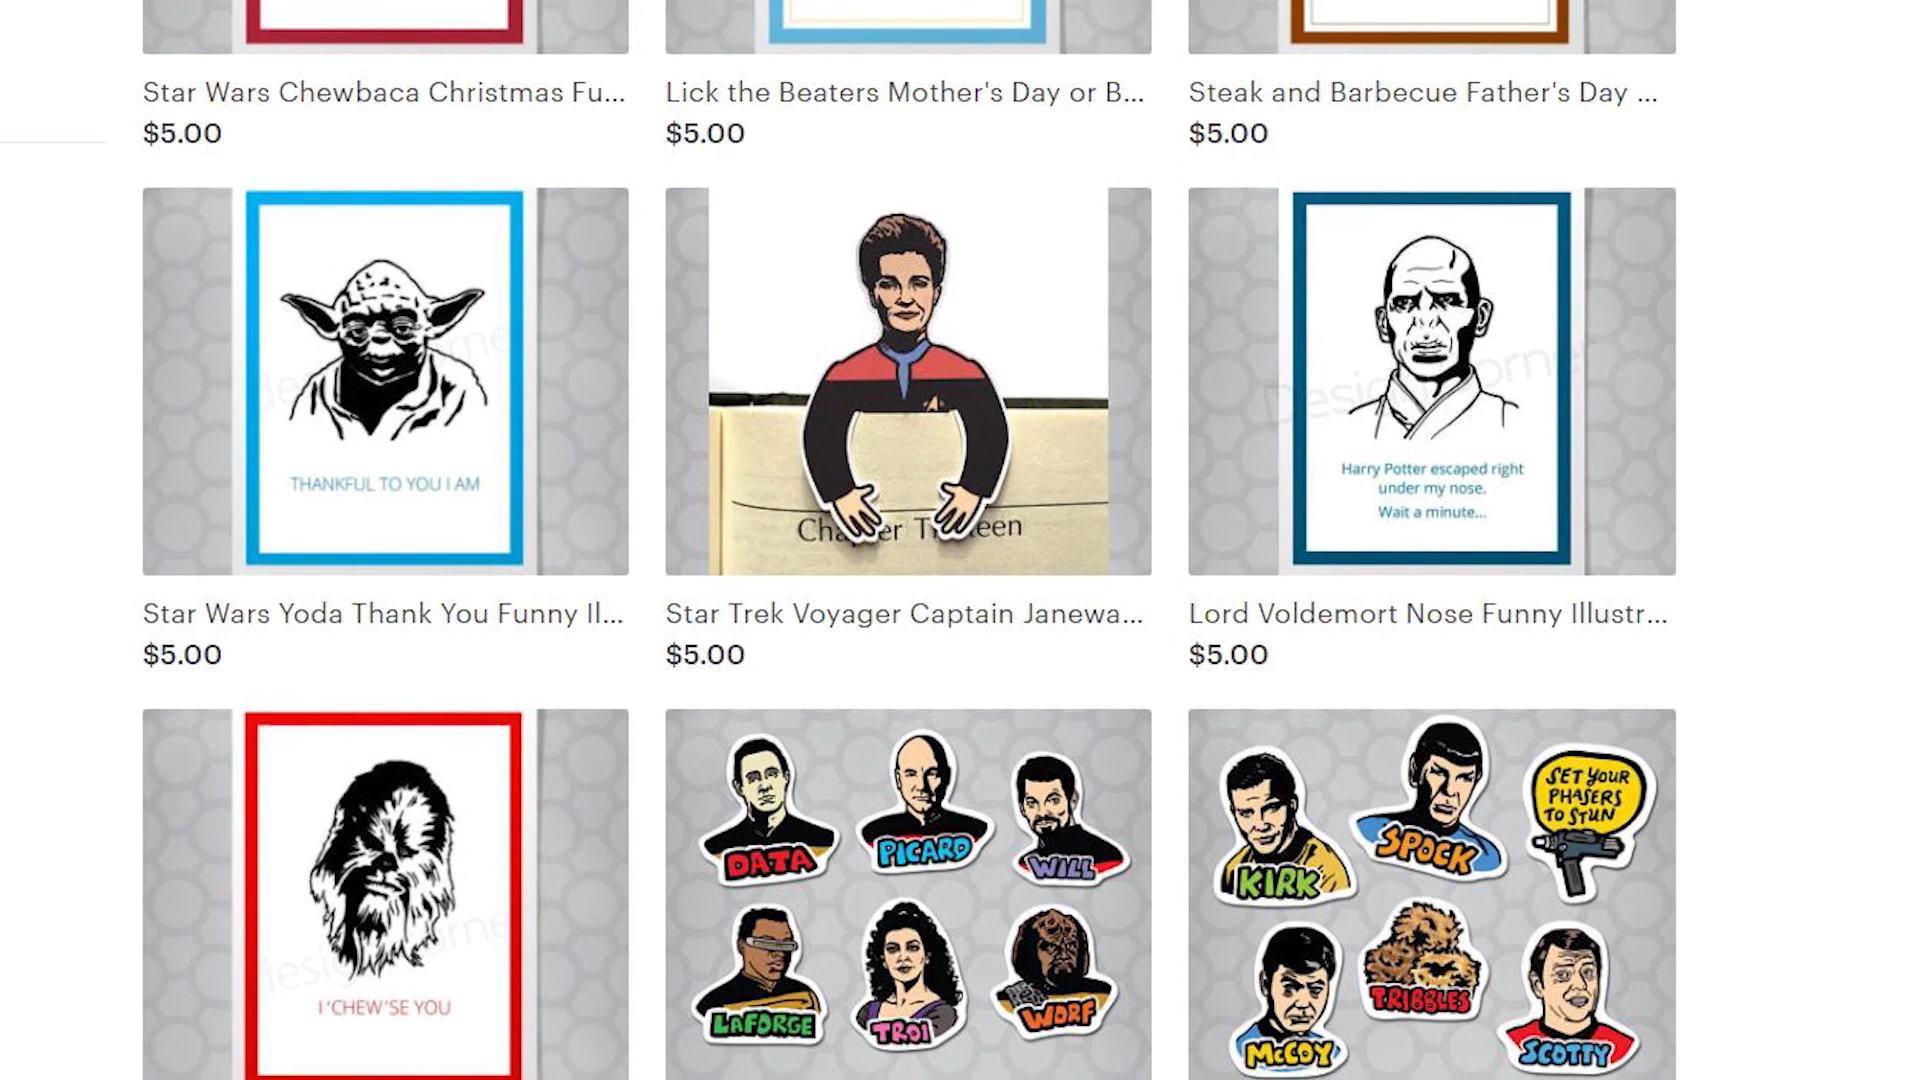 Star Wars Chewbaca Christmas Fu...
Lick the Beaters Mother's Day or B...
Steak and Barbecue Father's Day ...
$5.00
$5.00
$5.00
THANKFUL TO YOU I AM
Harry Potter escaped right
under my nose.
Wait a minute...
Star Wars Yoda Thank You Funny Il...
Star Trek Voyager Captain Janewa...
Lord Voldemort Nose Funny Illustr...
$5.00
$5.00
$5.00
I 'CHEW'SE YOU
DATA
PICARD
WILL
LAFORGE
TROI
WORF
KIRK
SPOCK
SET YOUR
PHASERS
TO STUN
McCOY
TRIBBLES
SCOTTY